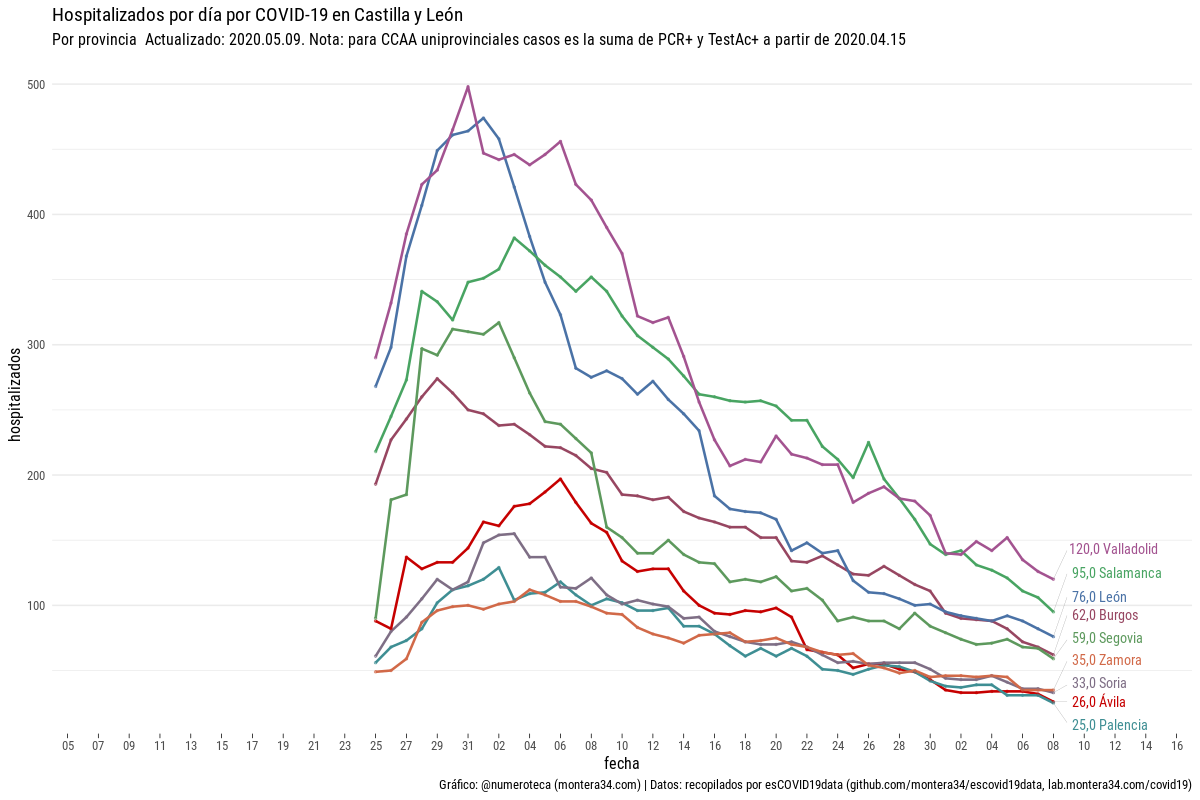 Hospitalizados por día por COVID-19 en Castilla y León
Por provincia  Actualizado: 2020.05.09. Nota: para CCAA uniprovinciales casos es la suma de PCR+ y TestAc+ a partir de 2020.04.15
500
400
300
200
100
hospitalizados
120,0 Valladolid
95,0 Salamanca
76,0 León
62,0 Burgos
59,0 Segovia
35,0 Zamora
33,0 Soria
26,0 Ávila
25,0 Palencia
05 07 09 11 13 15 17 19 21 23 25 27 29 31 02 04 06 08 10 12 14 16 18 20 22 24 26 28 30 02 04 06 08 10 12 14 16
fecha
Gráfico: @numeroteca (montera34.com) | Datos: recopilados por esCOVID19data (github.com/montera34/escovid19data, lab.montera34.com/covid19)